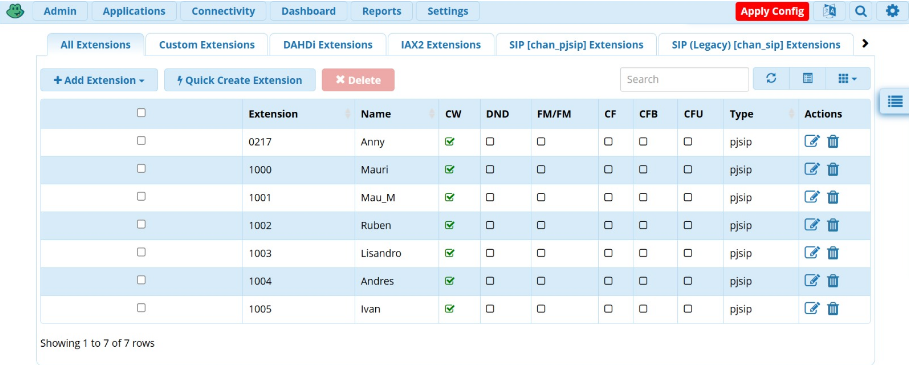 Admin Applications Connectivity Dashboard Reports Settings Apply Config
All Extensions Custom Extensions DAHDi Extensions IAX2 Extensions SIP [chan_pjsip] Extensions SIP (Legacy) [chan_sip] Extensions
+ Add Extension Quick Create Extension Delete Search
Extension Name CW DND FM/FM CF CFB CFU Type Actions
0217 Anny pjsip
1000 Mauri pjsip
1001 Mau_M pjsip
1002 Ruben pjsip
1003 Lisandro pjsip
1004 Andres pjsip
1005 Ivan pjsip
Showing 1 to 7 of 7 rows